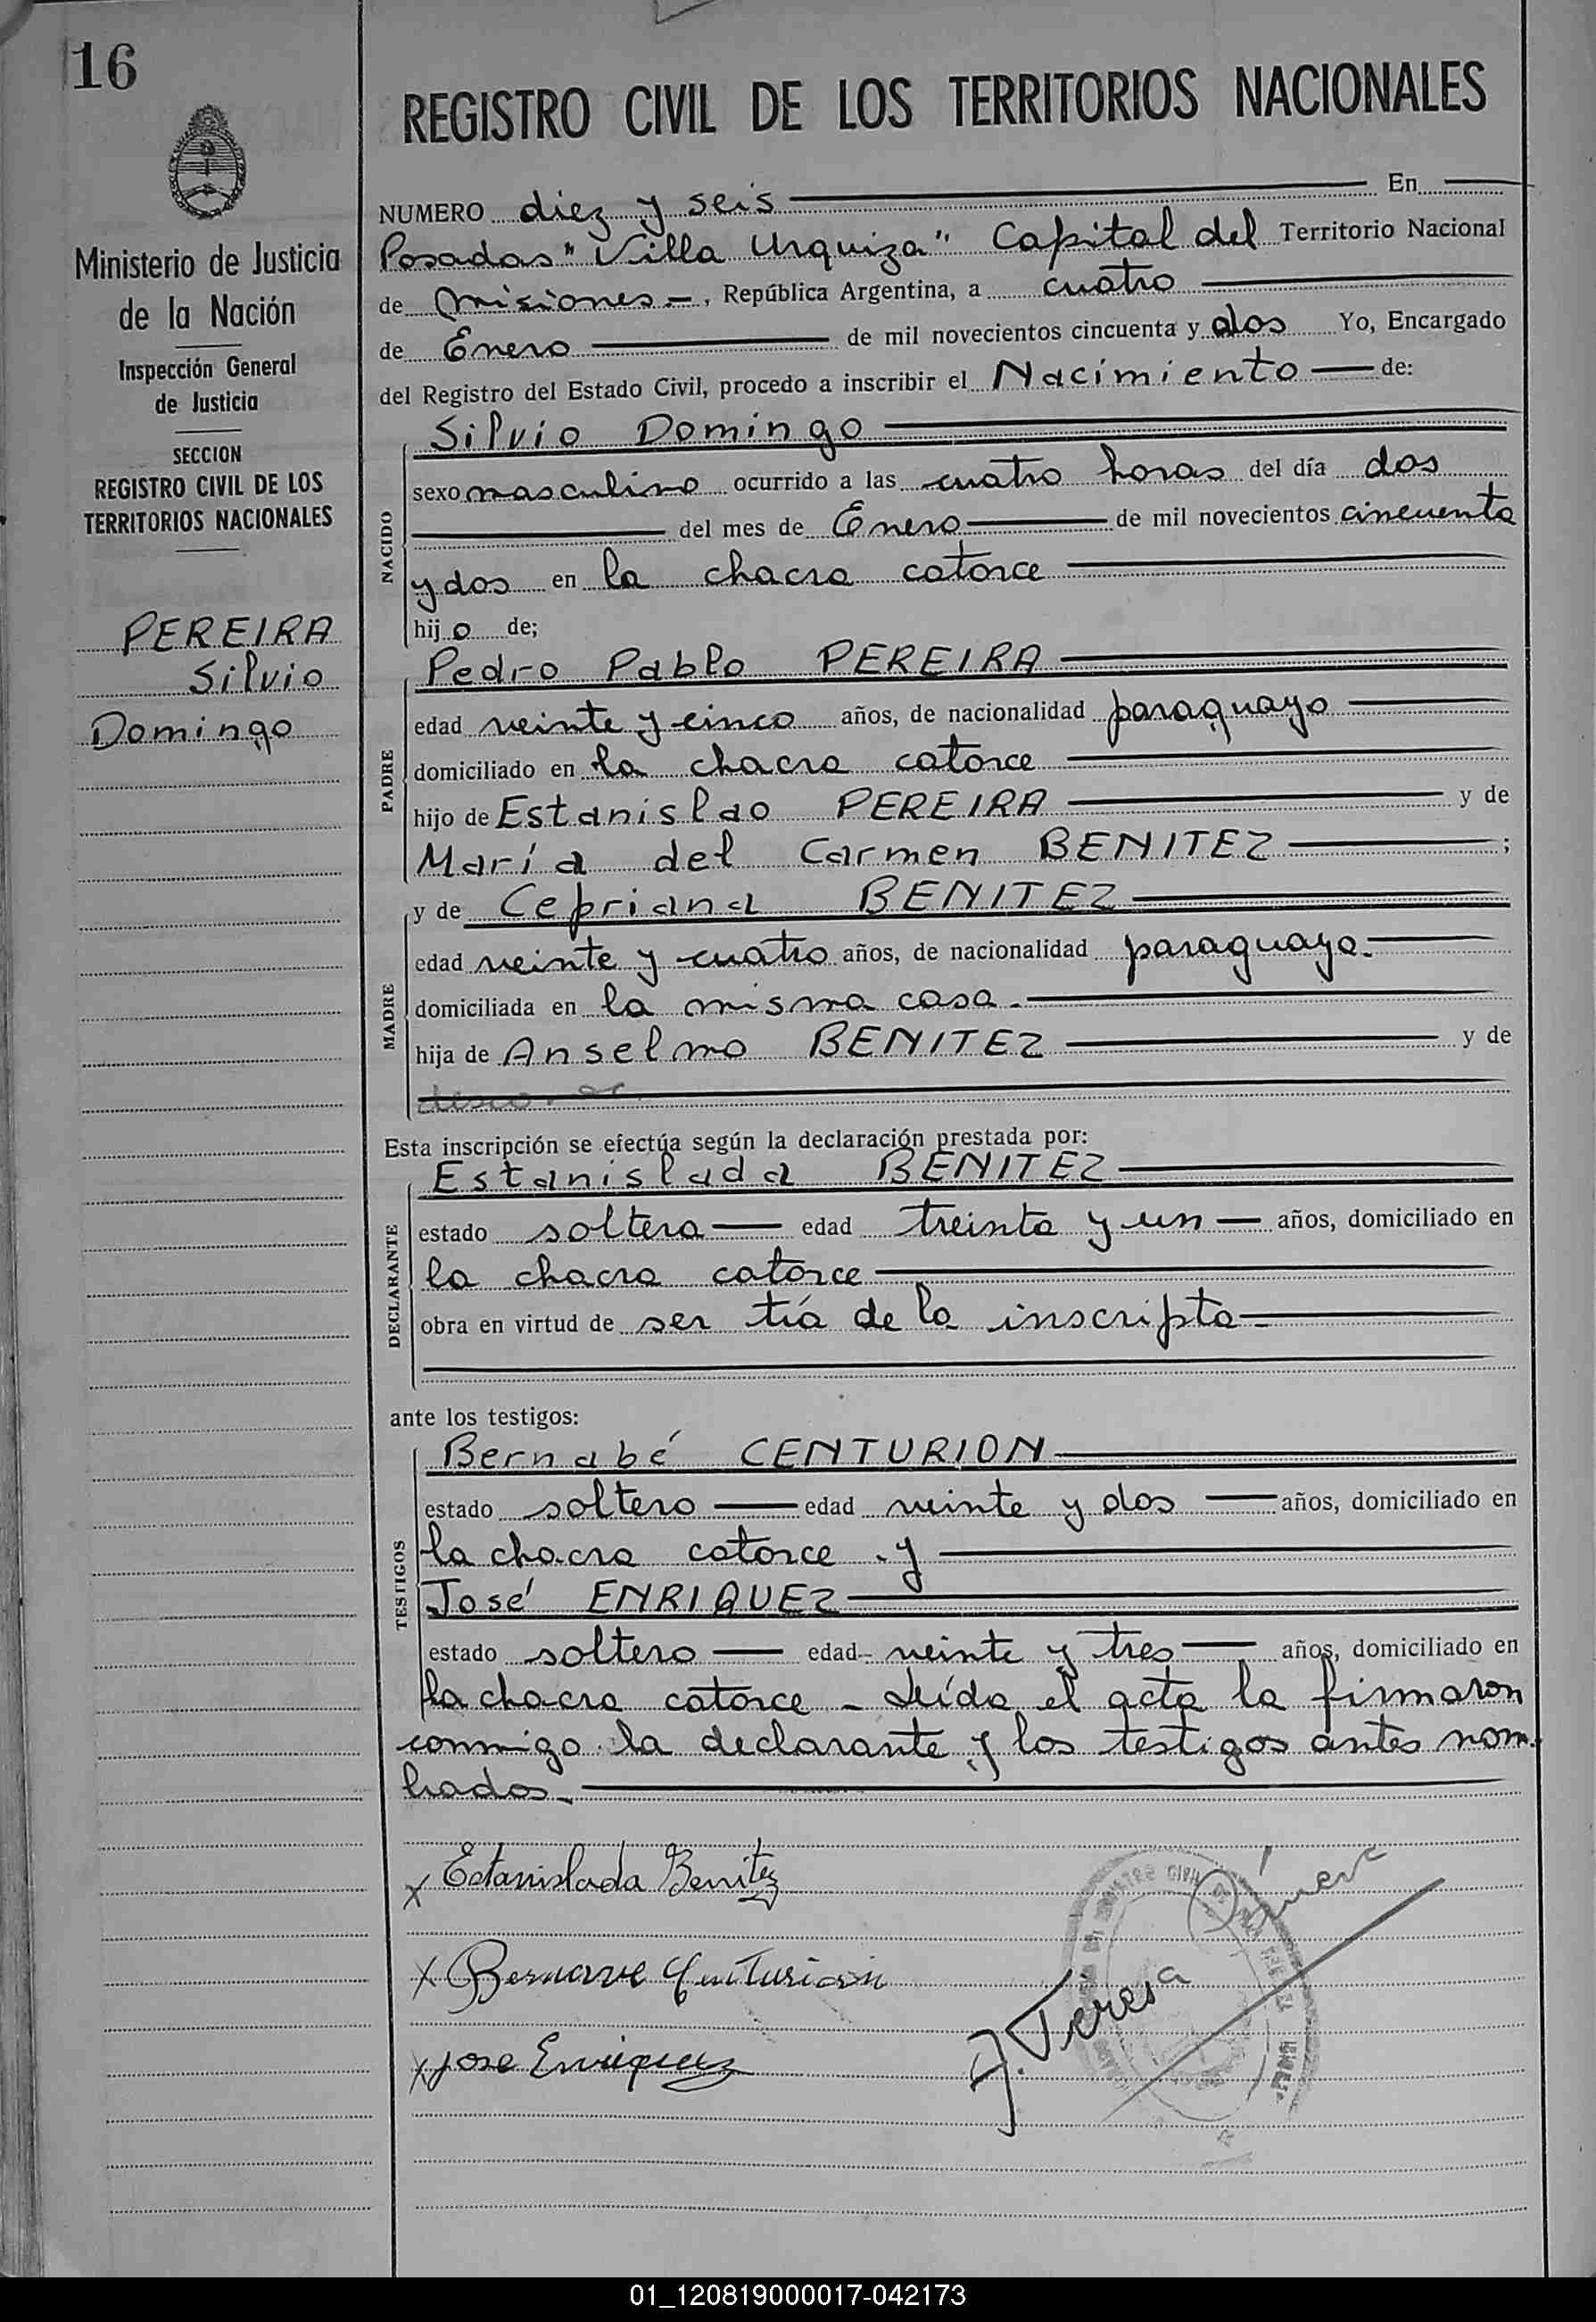 16
REGISTRO CIVIL DE LOS TERRITORIOS NACIONALES
Ministerio de Justicia
de la Nación
Inspección General
de Justicia
SECCION
REGISTRO CIVIL DE LOS
TERRITORIOS NACIONALES
PEREIRA
Silvio
Domingo
NUMERO diez y seis En
Posadas "Villa Urquiza" Capital del Territorio Nacional
de Misiones -, República Argentina, a cuatro
de Enero de mil novecientos cincuenta y dos Yo, Encargado
del Registro del Estado Civil, procedo a inscribir el Nacimiento de:
NACIDO
Silvio Domingo
sexo masculino ocurrido a las cuatro horas del día dos
del mes de Enero de mil novecientos cincuenta
y dos en la chacra catorce
hijo de;
PADRE
Pedro Pablo PEREIRA
edad veinte y cinco años, de nacionalidad paraguayo
domiciliado en la chacra catorce
hijo de Estanislao PEREIRA y de
María del Carmen BENITEZ ;
MADRE
y de Cepriana BENITEZ
edad veinte y cuatro años, de nacionalidad paraguaya.
domiciliada en la misma casa.
hija de Anselmo BENITEZ y de
Esta inscripción se efectúa según la declaración prestada por:
DECLARANTE
Estanislada BENITEZ
estado soltera edad treinta y un años, domiciliado en
la chacra catorce
obra en virtud de ser tía de la inscripta
ante los testigos:
TESTIGOS
Bernabé CENTURION
estado soltero edad veinte y dos años, domiciliado en
la chacra catorce . y
José ENRIQUEZ
estado soltero edad veinte y tres años, domiciliado en
la chacra catorce - Leída el acta la firmaron
conmigo la declarante y los testigos antes nom-
brados.
x Estanislada Benitez
x Bernarve Centurion
x jose Enriquez
J. Teresa
01_120819000017-042173